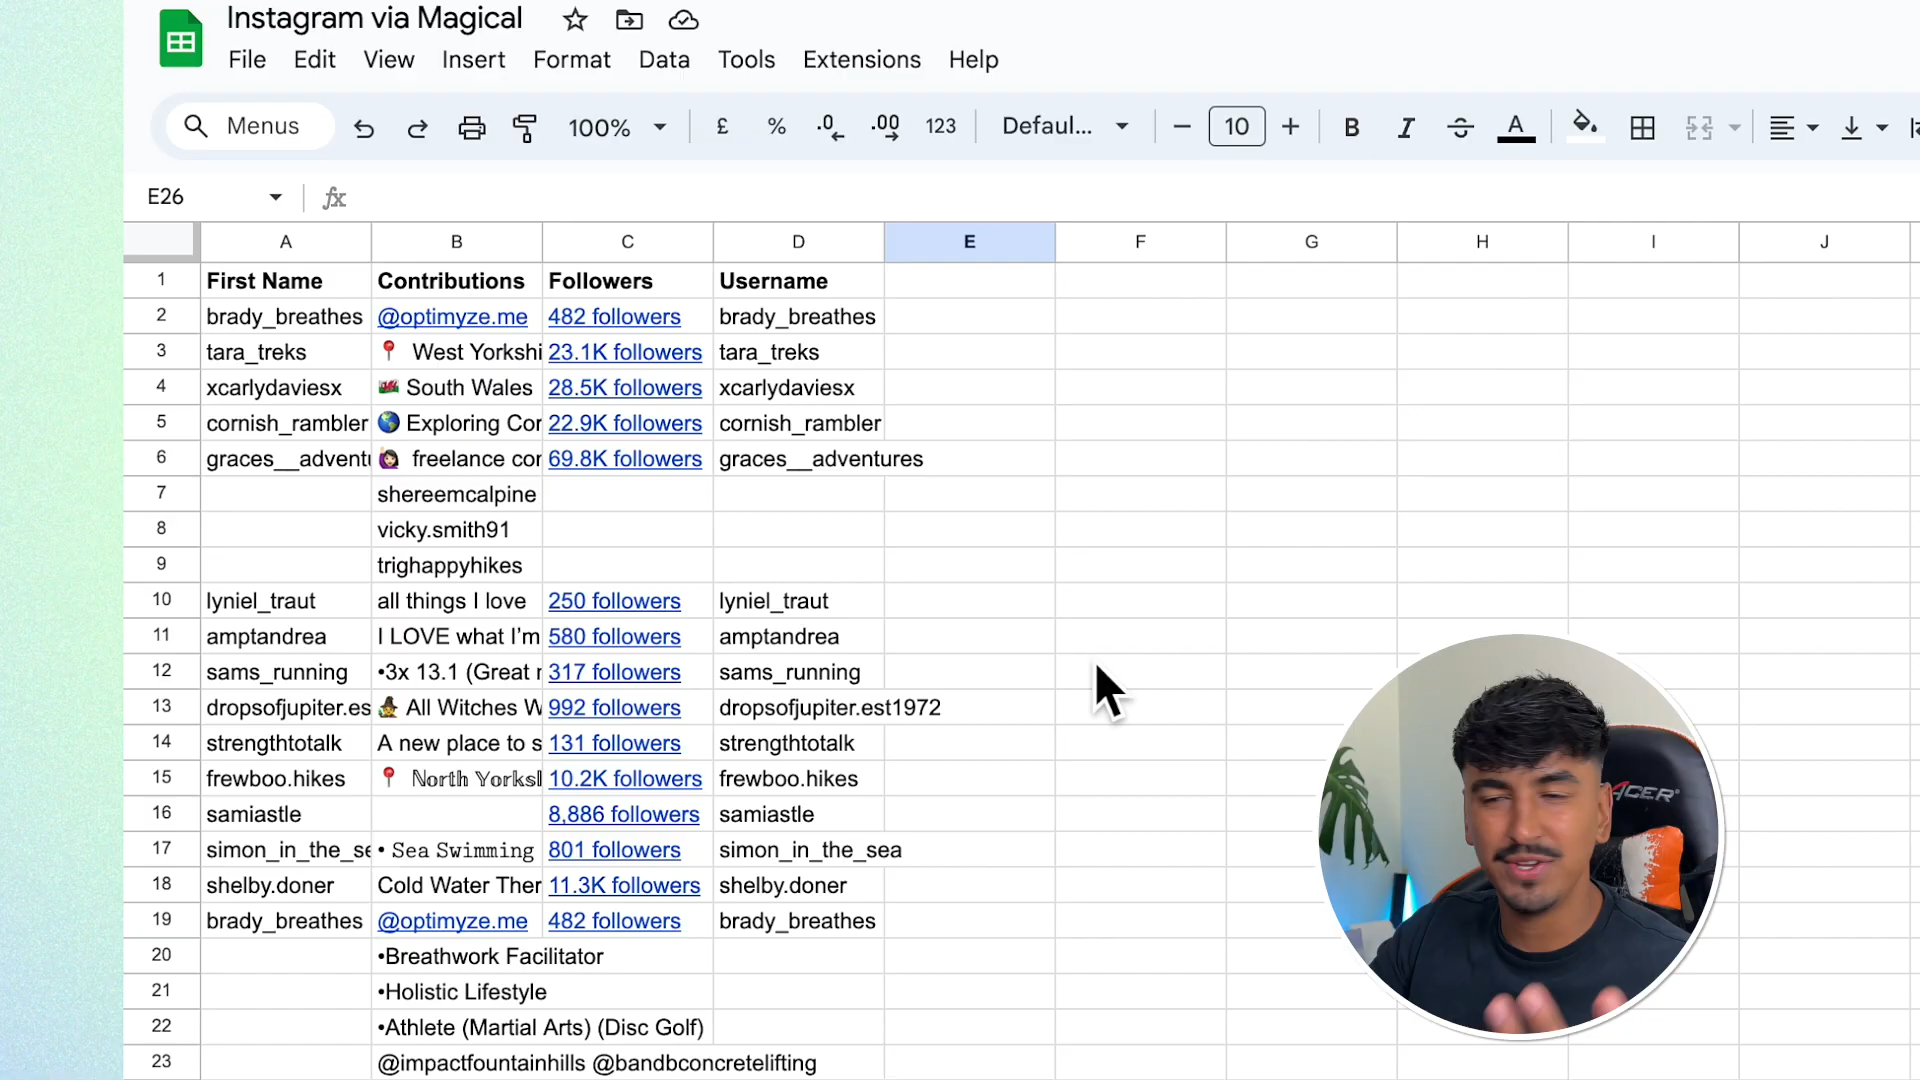 Instagram via Magical
File Edit View Insert Format Data Tools Extensions Help
Menus 100% £ % .0 .00 123 Defaul... 10 B I S A
E26 fx
A B C D E F G H I J
1 First Name Contributions Followers Username
2 brady_breathes @optimyze.me 482 followers brady_breathes
3 tara_treks 📍 West Yorkshi 23.1K followers tara_treks
4 xcarlydaviesx 🏴󠁧󠁢󠁷󠁬󠁳󠁿 South Wales 28.5K followers xcarlydaviesx
5 cornish_rambler 🌎 Exploring Cor 22.9K followers cornish_rambler
6 graces__advent 🙋🏻‍♀️ freelance cor 69.8K followers graces__adventures
7 shereemcalpine
8 vicky.smith91
9 trighappyhikes
10 lyniel_traut all things I love 250 followers lyniel_traut
11 amptandrea I LOVE what I’m 580 followers amptandrea
12 sams_running •3x 13.1 (Great 317 followers sams_running
13 dropsofjupiter.es 🧙‍♀️ All Witches W 992 followers dropsofjupiter.est1972
14 strengthtotalk A new place to s 131 followers strengthtotalk
15 frewboo.hikes 📍 ℕ𝕠𝕣𝕥𝕙 𝕐𝕠𝕣𝕜𝕤 10.2K followers frewboo.hikes
16 samiastle 8,886 followers samiastle
17 simon_in_the_se • 𝚂𝚎𝚊 𝚂𝚠𝚒𝚖𝚖𝚒𝚗𝚐 801 followers simon_in_the_sea
18 shelby.doner Cold Water Ther 11.3K followers shelby.doner
19 brady_breathes @optimyze.me 482 followers brady_breathes
20 •Breathwork Facilitator
21 •Holistic Lifestyle
22 •Athlete (Martial Arts) (Disc Golf)
23 @impactfountainhills @bandbconcretelifting
ACER